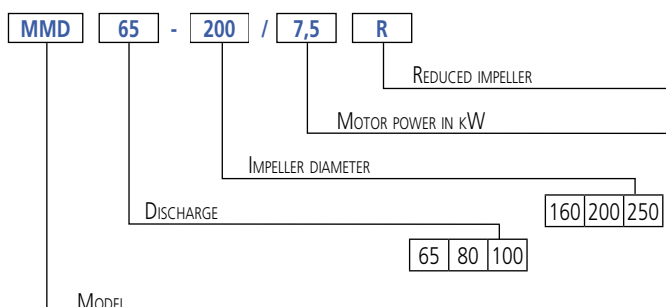 MMD 65 - 200 / 7,5 R
Reduced impeller
Motor power in kW
Impeller diameter
160 200 250
Discharge
65 80 100
Model